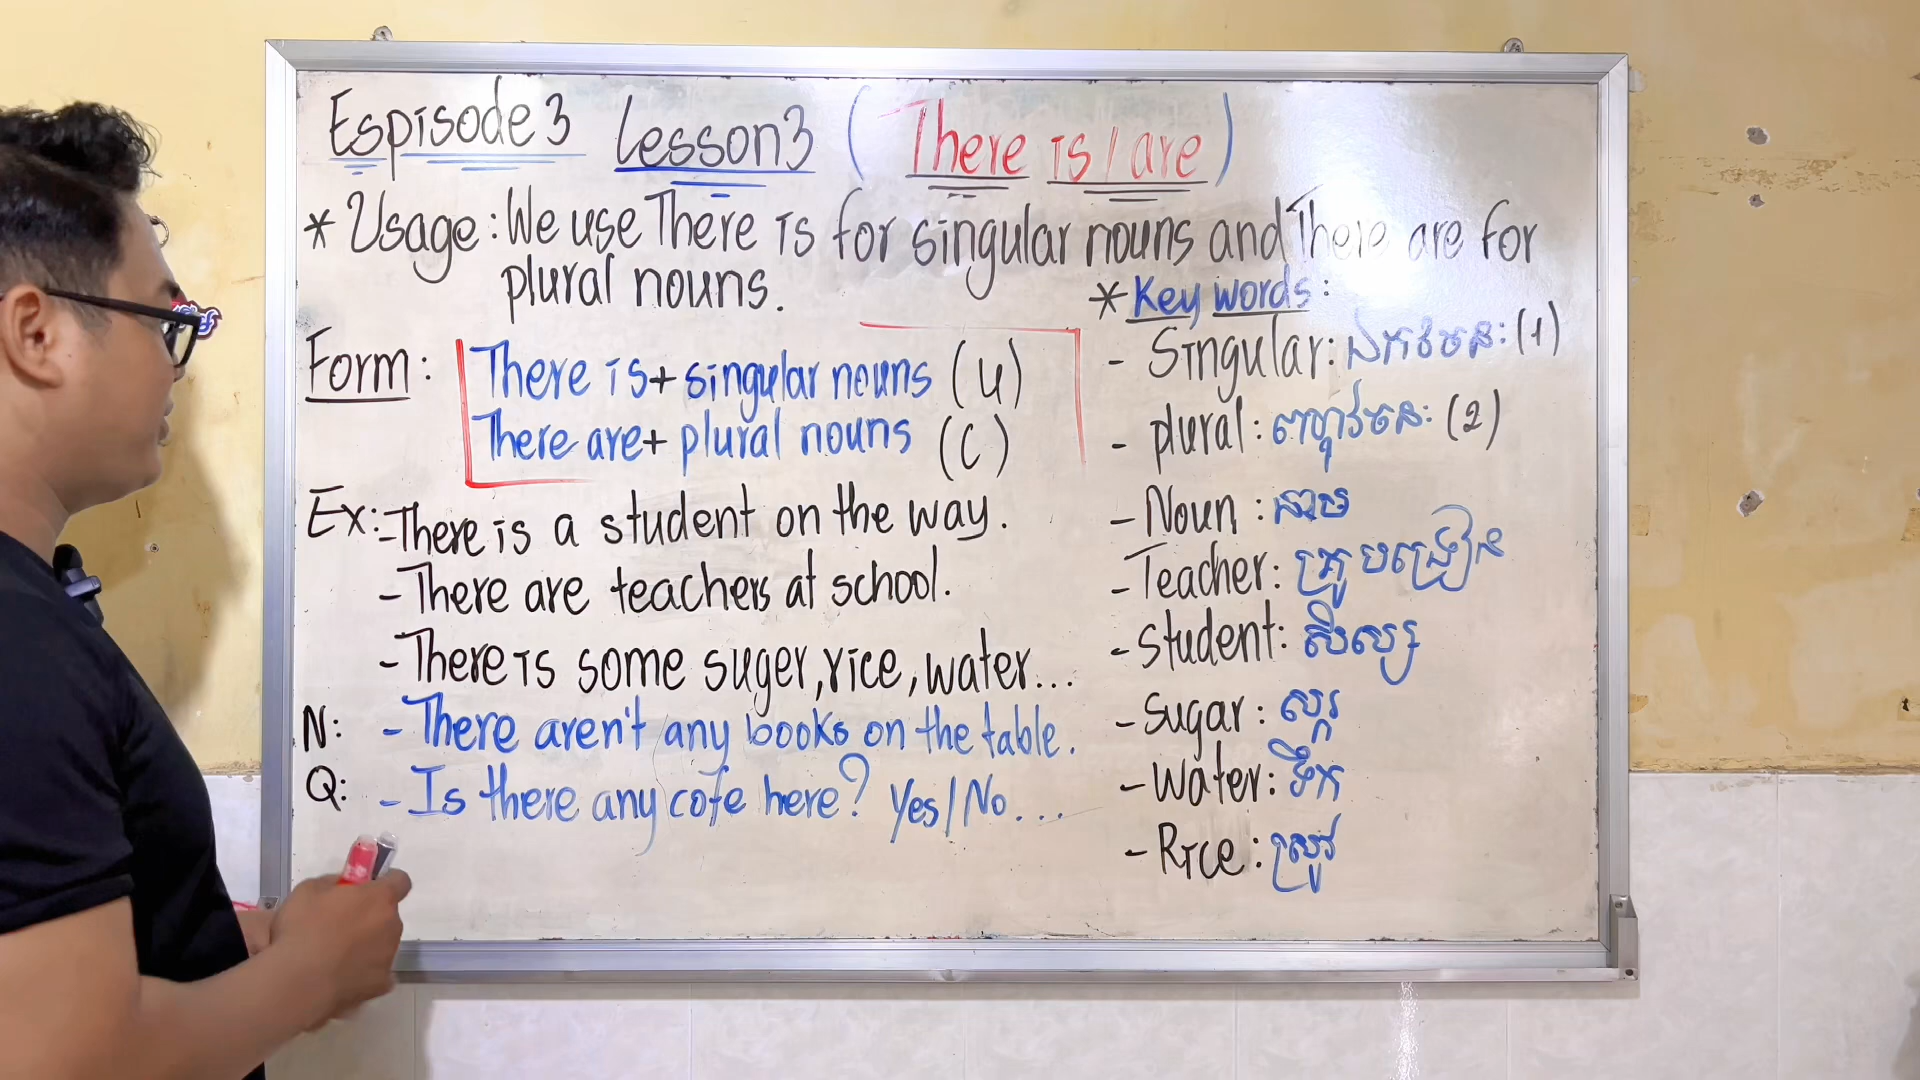 Espisode 3 Lesson 3 (There is / are)
* Usage: We use There is for singular nouns and There are for
plural nouns.
Form: There is + singular nouns (U)
There are + plural nouns (C)
Ex: - There is a student on the way.
- There are teachers at school.
- There is some suger, rice, water...
N: - There aren't any books on the table.
Q: - Is there any cofe here? Yes / No...
* Key words:
- Singular: ឯកវចនៈ (1)
- plural: ពហុវចនៈ (2)
- Noun: នាម
- Teacher: គ្រូបង្រៀន
- student: សិស្ស
- Sugar: ស្ករ
- Water: ទឹក
- Rice: ស្រូវ